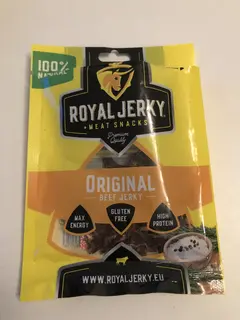 100%
NATURAL
ROYAL JERKY
MEAT SNACKS
Premium
Quality
ORIGINAL
BEEF JERKY
MAX
ENERGY
GLUTEN
FREE
HIGH
PROTEIN
WWW.ROYALJERKY.EU